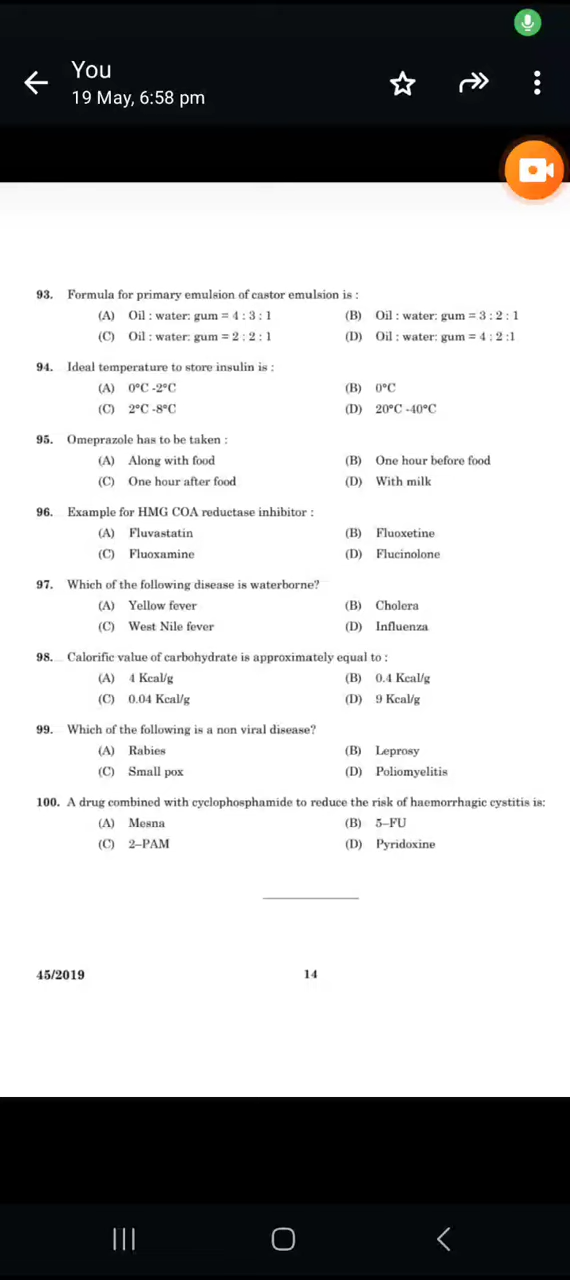 You
19 May, 6:58 pm
93. Formula for primary emulsion of castor emulsion is :
(A) Oil : water: gum = 4 : 3 : 1 (B) Oil : water: gum = 3 : 2 : 1
(C) Oil : water: gum = 2 : 2 : 1 (D) Oil : water: gum = 4 : 2 :1
94. Ideal temperature to store insulin is :
(A) 0°C -2°C (B) 0°C
(C) 2°C -8°C (D) 20°C -40°C
95. Omeprazole has to be taken :
(A) Along with food (B) One hour before food
(C) One hour after food (D) With milk
96. Example for HMG COA reductase inhibitor :
(A) Fluvastatin (B) Fluoxetine
(C) Fluoxamine (D) Flucinolone
97. Which of the following disease is waterborne?
(A) Yellow fever (B) Cholera
(C) West Nile fever (D) Influenza
98. Calorific value of carbohydrate is approximately equal to :
(A) 4 Kcal/g (B) 0.4 Kcal/g
(C) 0.04 Kcal/g (D) 9 Kcal/g
99. Which of the following is a non viral disease?
(A) Rabies (B) Leprosy
(C) Small pox (D) Poliomyelitis
100. A drug combined with cyclophosphamide to reduce the risk of haemorrhagic cystitis is:
(A) Mesna (B) 5–FU
(C) 2–PAM (D) Pyridoxine
45/2019 14